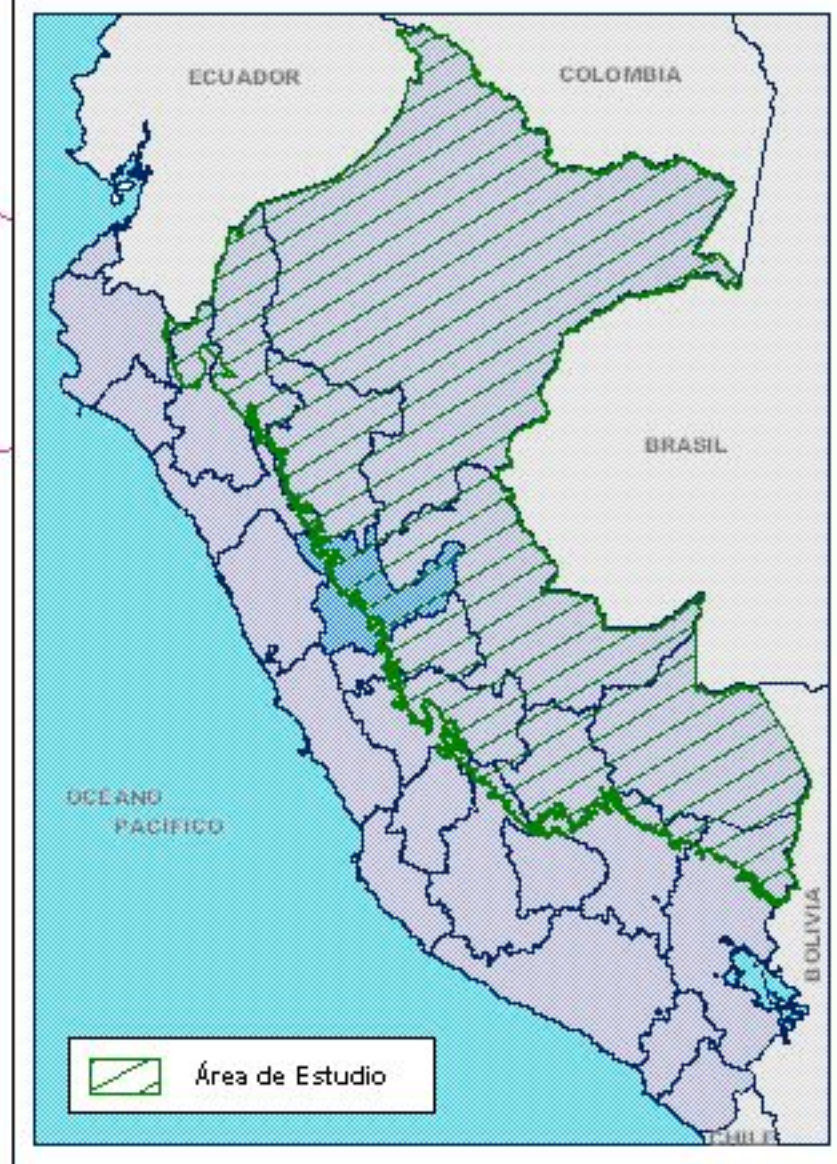 ECUADOR
COLOMBIA
BRASIL
OCEANO
PACIFICO
BOLIVIA
Área de Estudio
CHILE